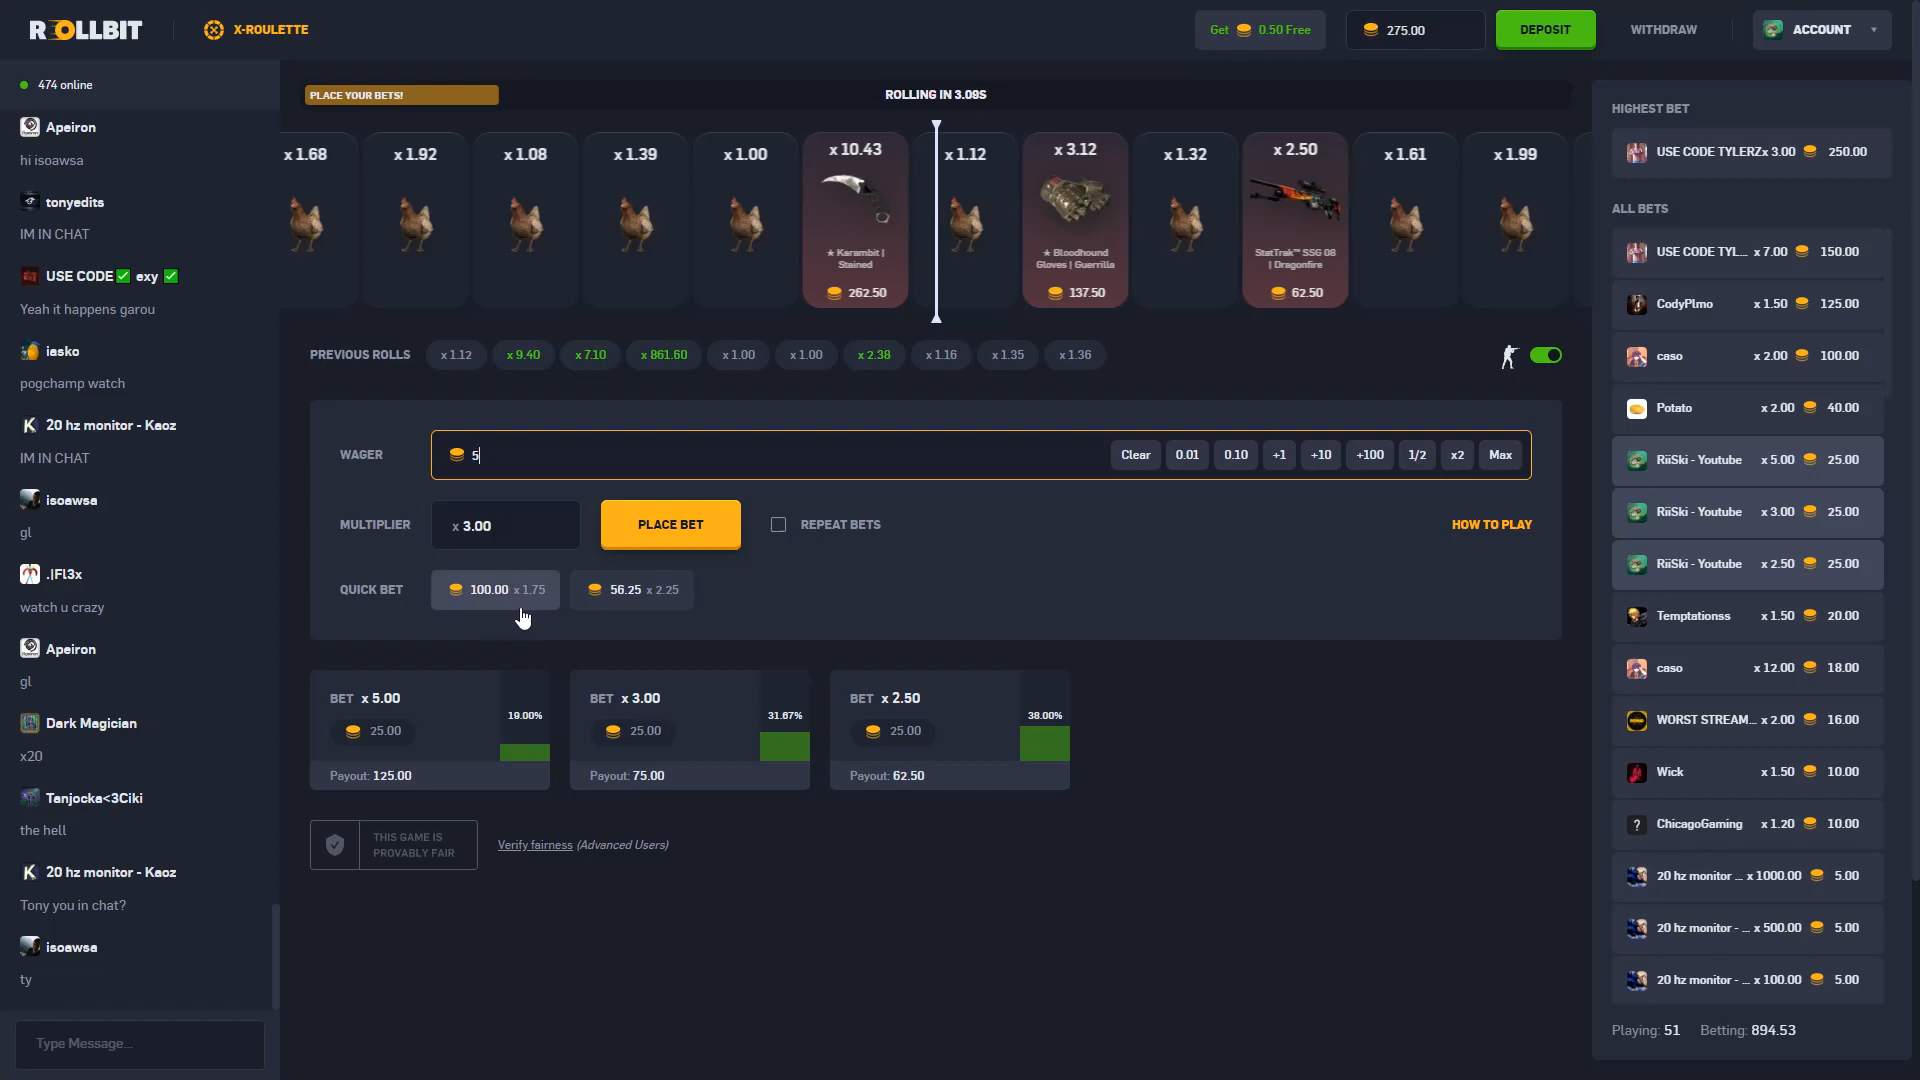 ROLLBIT
X-ROULETTE
Get 0.50 Free
275.00
DEPOSIT
WITHDRAW
ACCOUNT
474 online
Apeiron
hi isoawsa
tonyedits
IM IN CHAT
USE CODE✅ exy ✅
Yeah it happens garou
iasko
pogchamp watch
20 hz monitor - Kaoz
IM IN CHAT
isoawsa
gl
.|Fl3x
watch u crazy
Apeiron
gl
Dark Magician
x20
Tanjocka<3Ciki
the hell
20 hz monitor - Kaoz
Tony you in chat?
isoawsa
ty
Type Message...
PLACE YOUR BETS!
ROLLING IN 3.09S
x 1.68
x 1.92
x 1.08
x 1.39
x 1.00
x 10.43
x 1.12
x 3.12
x 1.32
x 2.50
x 1.61
x 1.99
★ Karambit |
Stained
262.50
★ Bloodhound
Gloves | Guerrilla
137.50
StatTrak™ SSG 08
| Dragonfire
62.50
PREVIOUS ROLLS x 1.12 x 9.40 x 7.10 x 861.60 x 1.00 x 1.00 x 2.38 x 1.16 x 1.35 x 1.36
WAGER 5 Clear 0.01 0.10 +1 +10 +100 1/2 x2 Max
MULTIPLIER x 3.00 PLACE BET REPEAT BETS HOW TO PLAY
QUICK BET 100.00 x 1.75 56.25 x 2.25
BET x 5.00
19.00%
25.00
Payout: 125.00
BET x 3.00
31.67%
25.00
Payout: 75.00
BET x 2.50
38.00%
25.00
Payout: 62.50
THIS GAME IS
PROVABLY FAIR
Verify fairness (Advanced Users)
HIGHEST BET
USE CODE TYLERZx 3.00 250.00
ALL BETS
USE CODE TYL... x 7.00 150.00
CodyPlmo x 1.50 125.00
caso x 2.00 100.00
Potato x 2.00 40.00
RiiSki - Youtube x 5.00 25.00
RiiSki - Youtube x 3.00 25.00
RiiSki - Youtube x 2.50 25.00
Temptationss x 1.50 20.00
caso x 12.00 18.00
WORST STREAM... x 2.00 16.00
Wick x 1.50 10.00
ChicagoGaming x 1.20 10.00
20 hz monitor ... x 1000.00 5.00
20 hz monitor - ... x 500.00 5.00
20 hz monitor - ... x 100.00 5.00
Playing: 51 Betting: 894.53